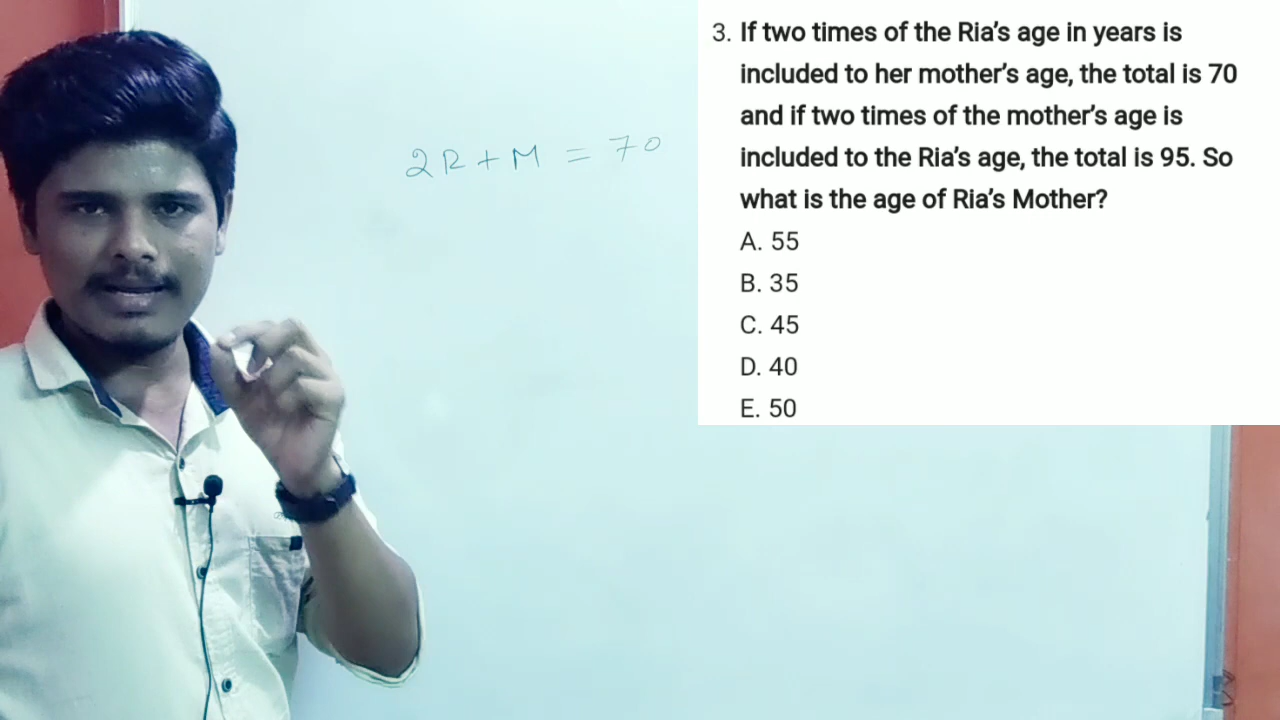 2R + M = 70
3. If two times of the Ria's age in years is
included to her mother's age, the total is 70
and if two times of the mother's age is
included to the Ria's age, the total is 95. So
what is the age of Ria's Mother?
A. 55
B. 35
C. 45
D. 40
E. 50